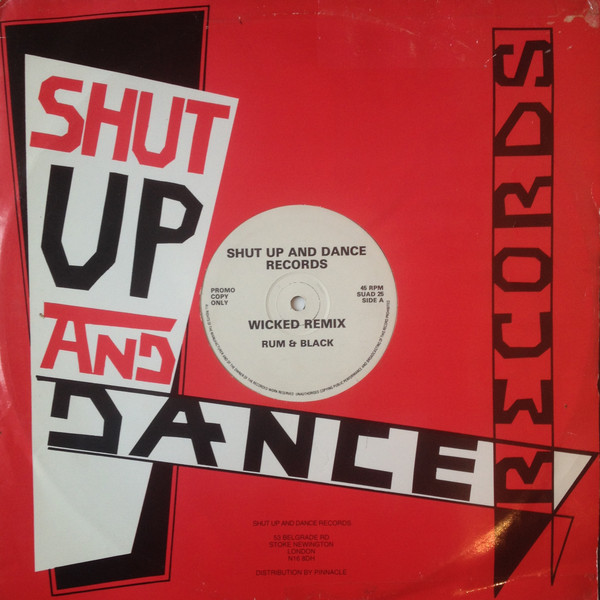 SHUT
UP
AND
DANCE
RECORDS
SHUT UP AND DANCE
RECORDS
PROMO
COPY
ONLY
45 RPM
SUAD 25
SIDE A
WICKED REMIX
RUM & BLACK
SHUT UP AND DANCE RECORDS
53 BELGRADE RD
STOKE NEWINGTON
LONDON
N16 8DH
DISTRIBUTION BY PINNACLE